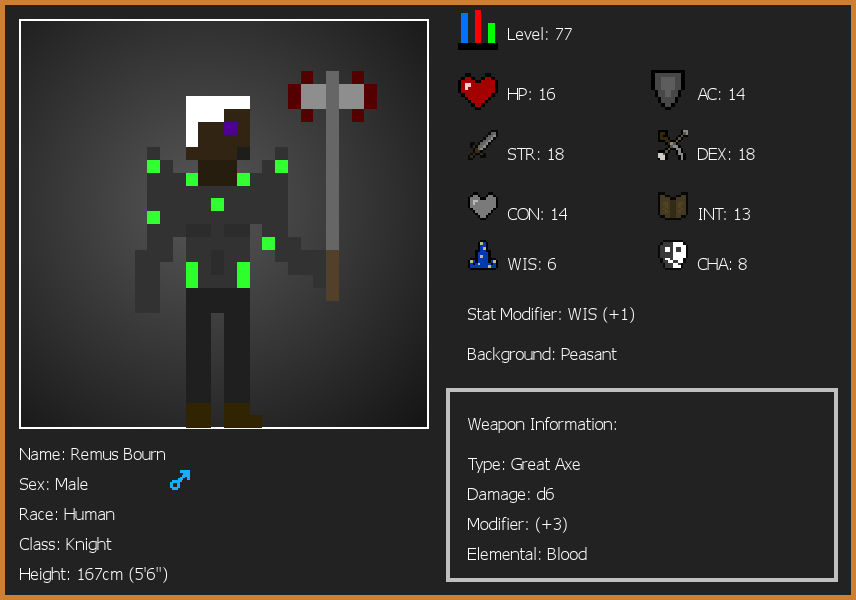 Level: 77
HP: 16
AC: 14
STR: 18
DEX: 18
CON: 14
INT: 13
WIS: 6
CHA: 8
Stat Modifier: WIS (+1)
Background: Peasant
Weapon Information:
Type: Great Axe
Damage: d6
Modifier: (+3)
Elemental: Blood
Name: Remus Bourn
Sex: Male
Race: Human
Class: Knight
Height: 167cm (5'6")